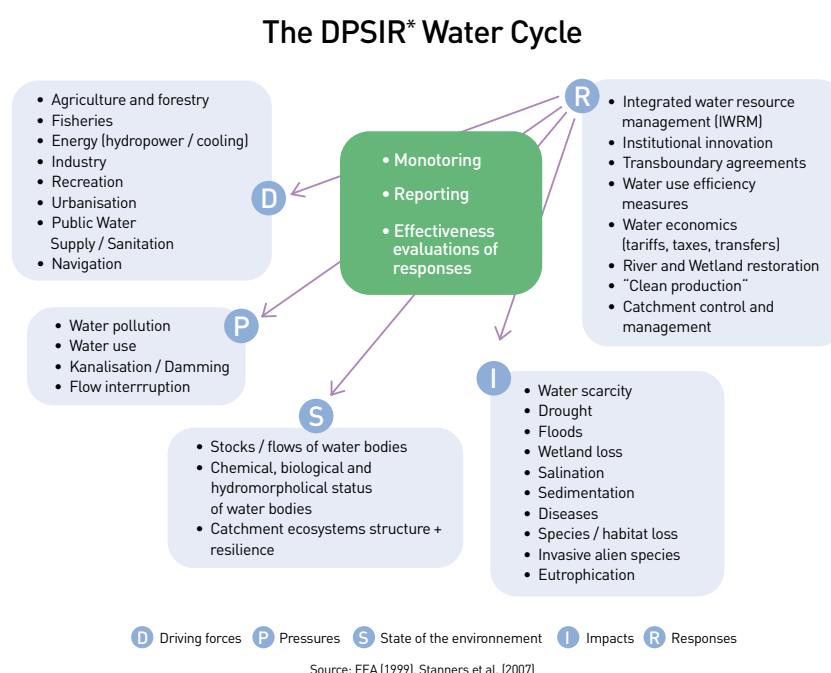 The DPSIR* Water Cycle
• Agriculture and forestry
• Fisheries
• Energy (hydropower / cooling)
• Industry
• Recreation
• Urbanisation
• Public Water
Supply / Sanitation
• Navigation
D
• Monotoring
• Reporting
• Effectiveness
evaluations of
responses
R
• Integrated water resource
management (IWRM)
• Institutional innovation
• Transboundary agreements
• Water use efficiency
measures
• Water economics
(tariffs, taxes, transfers)
• River and Wetland restoration
• "Clean production"
• Catchment control and
management
P
• Water pollution
• Water use
• Kanalisation / Damming
• Flow interrruption
S
• Stocks / flows of water bodies
• Chemical, biological and
hydromorpholical status
of water bodies
• Catchment ecosystems structure +
resilience
I
• Water scarcity
• Drought
• Floods
• Wetland loss
• Salination
• Sedimentation
• Diseases
• Species / habitat loss
• Invasive alien species
• Eutrophication
D Driving forces P Pressures S State of the environnement I Impacts R Responses
Source: EEA (1999), Stanners et al. (2007)